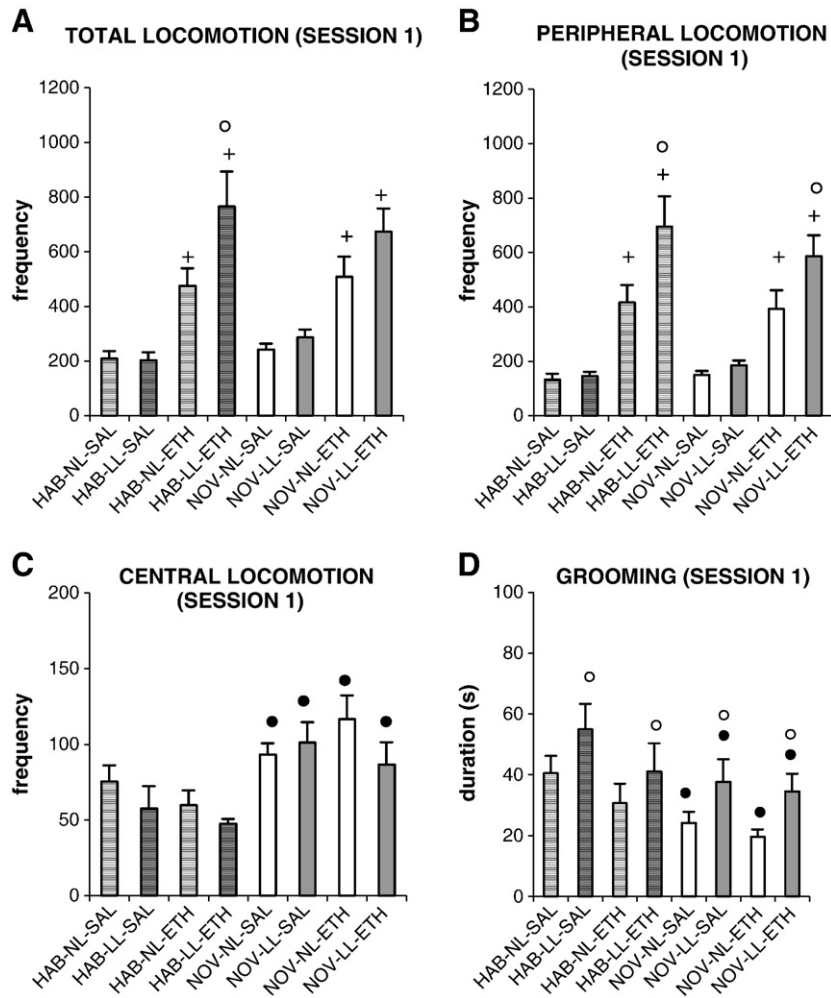 A
TOTAL LOCOMOTION (SESSION 1)
1200
1000
800
600
400
200
0
frequency
+
+
+
+
HAB-NL-SAL
HAB-LL-SAL
HAB-NL-ETH
HAB-LL-ETH
NOV-NL-SAL
NOV-LL-SAL
NOV-NL-ETH
NOV-LL-ETH
B
PERIPHERAL LOCOMOTION
(SESSION 1)
1200
1000
800
600
400
200
0
frequency
+
+
+
+
HAB-NL-SAL
HAB-LL-SAL
HAB-NL-ETH
HAB-LL-ETH
NOV-NL-SAL
NOV-LL-SAL
NOV-NL-ETH
NOV-LL-ETH
C
CENTRAL LOCOMOTION
(SESSION 1)
200
150
100
50
0
frequency
HAB-NL-SAL
HAB-LL-SAL
HAB-NL-ETH
HAB-LL-ETH
NOV-NL-SAL
NOV-LL-SAL
NOV-NL-ETH
NOV-LL-ETH
D
GROOMING (SESSION 1)
100
80
60
40
20
0
duration (s)
HAB-NL-SAL
HAB-LL-SAL
HAB-NL-ETH
HAB-LL-ETH
NOV-NL-SAL
NOV-LL-SAL
NOV-NL-ETH
NOV-LL-ETH